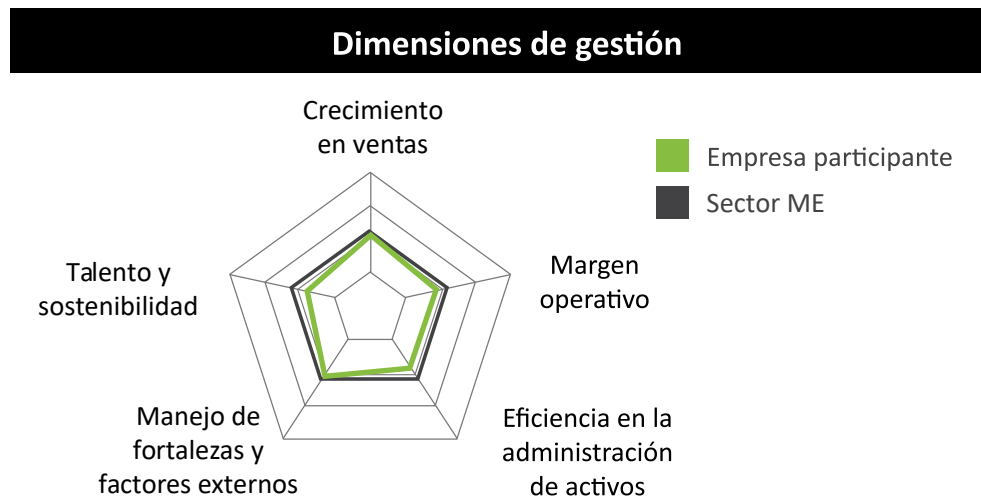 Dimensiones de gestión
Crecimiento
en ventas
Empresa participante
Sector ME
Margen
operativo
Talento y
sostenibilidad
Manejo de
fortalezas y
factores externos
Eficiencia en la
administración
de activos